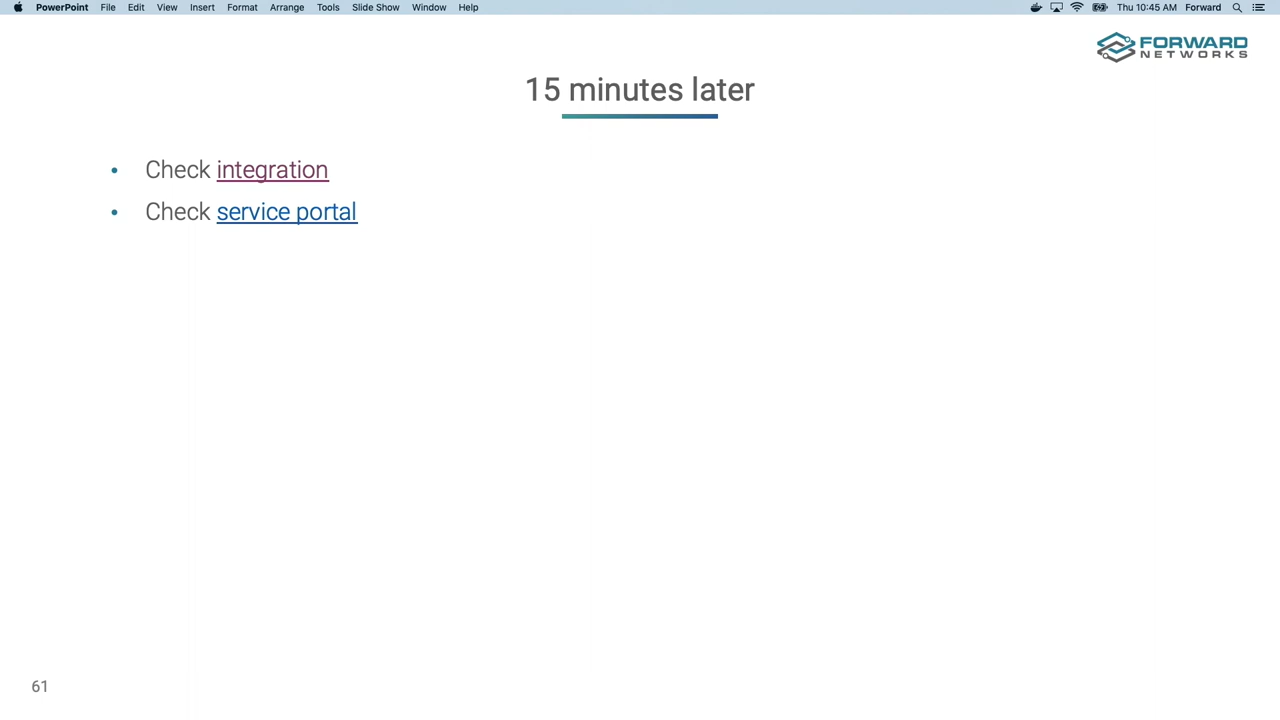 PowerPoint File Edit View Insert Format Arrange Tools Slide Show Window Help Thu 10:45 AM Forward
FORWARD
NETWORKS
15 minutes later
• Check integration
• Check service portal
61